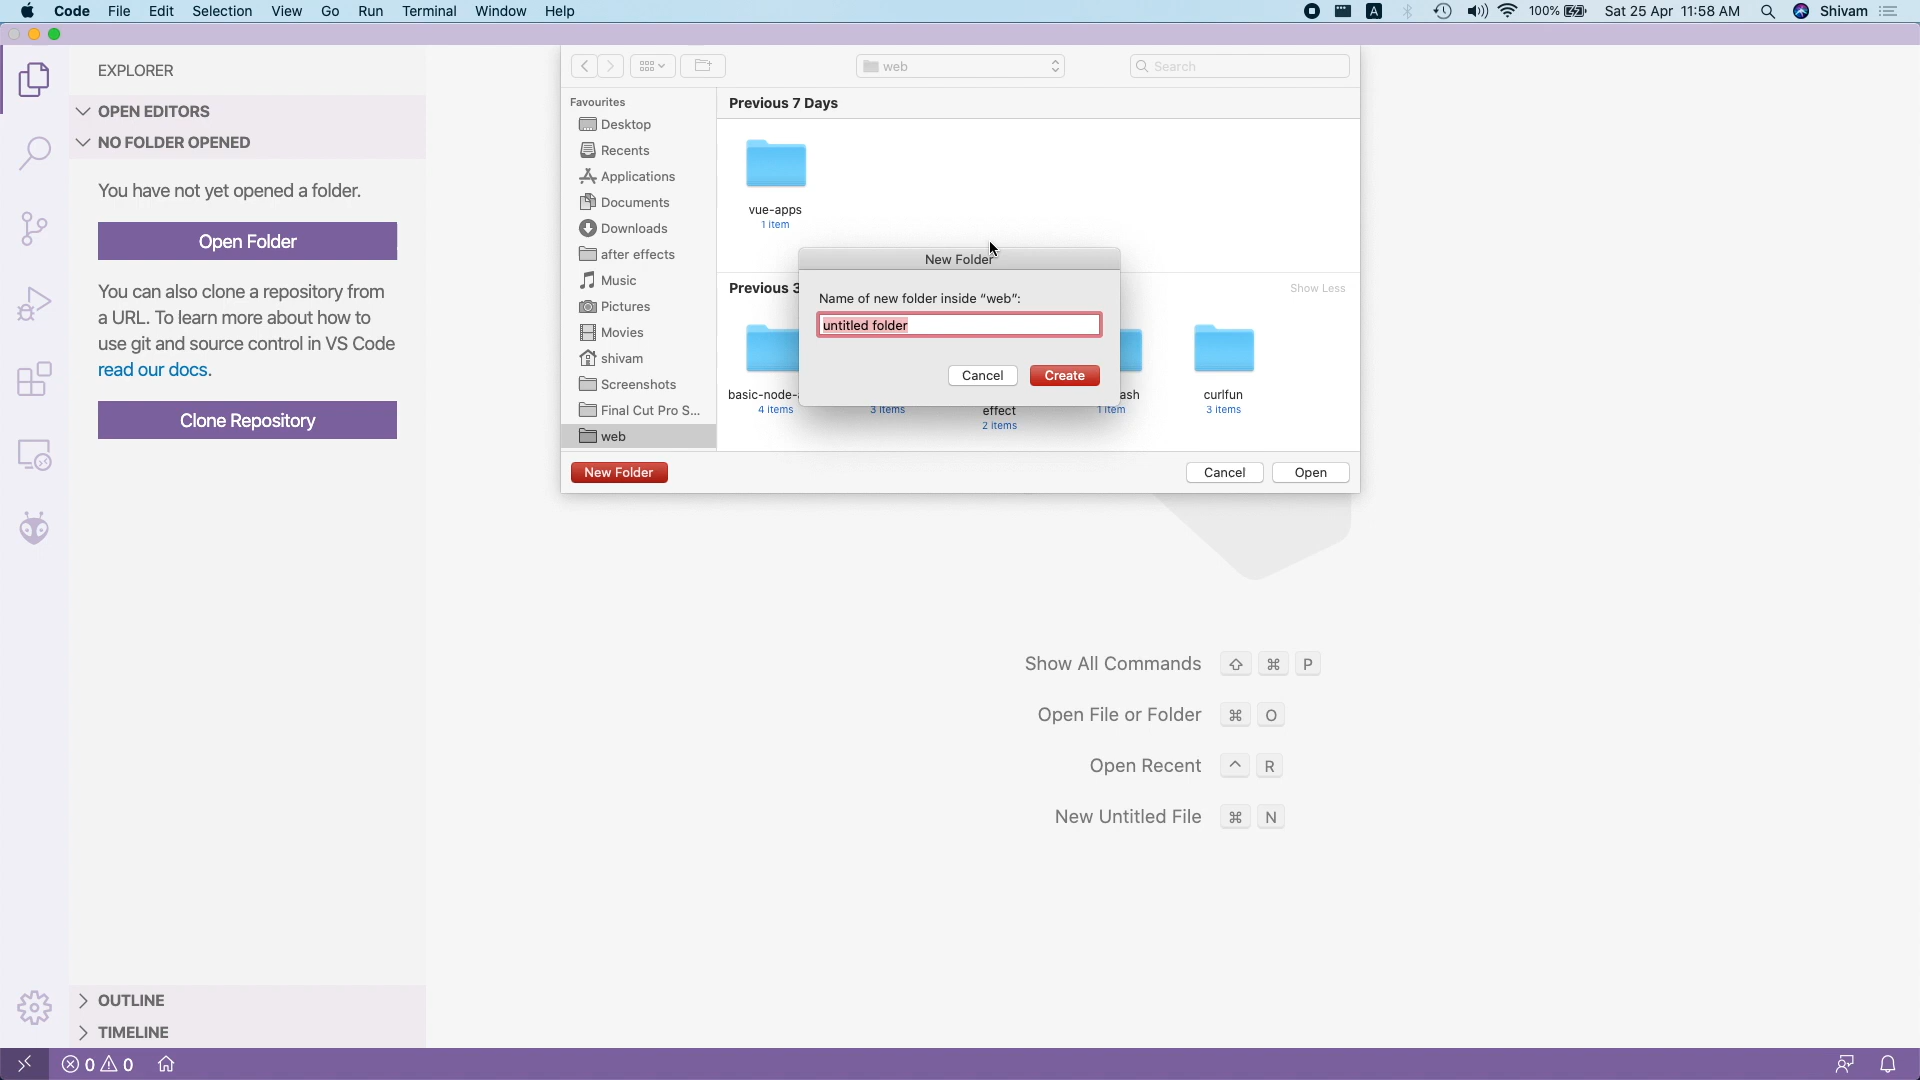 Code File Edit Selection View Go Run Terminal Window Help
A 100% Sat 25 Apr 11:58 AM Shivam
EXPLORER
OPEN EDITORS
NO FOLDER OPENED
You have not yet opened a folder.
Open Folder
You can also clone a repository from
a URL. To learn more about how to
use git and source control in VS Code
read our docs.
Clone Repository
OUTLINE
TIMELINE
web
Search
Favourites
Desktop
Recents
Applications
Documents
Downloads
after effects
Music
Pictures
Movies
shivam
Screenshots
Final Cut Pro S...
web
Previous 7 Days
vue-apps
1 item
Previous 3
Show Less
basic-node-
4 items
3 items
effect
2 items
ash
1 item
curlfun
3 items
New Folder
Name of new folder inside “web”:
untitled folder
Cancel
Create
New Folder
Cancel
Open
Show All Commands ⇧ ⌘ P
Open File or Folder ⌘ O
Open Recent ^ R
New Untitled File ⌘ N
0 0